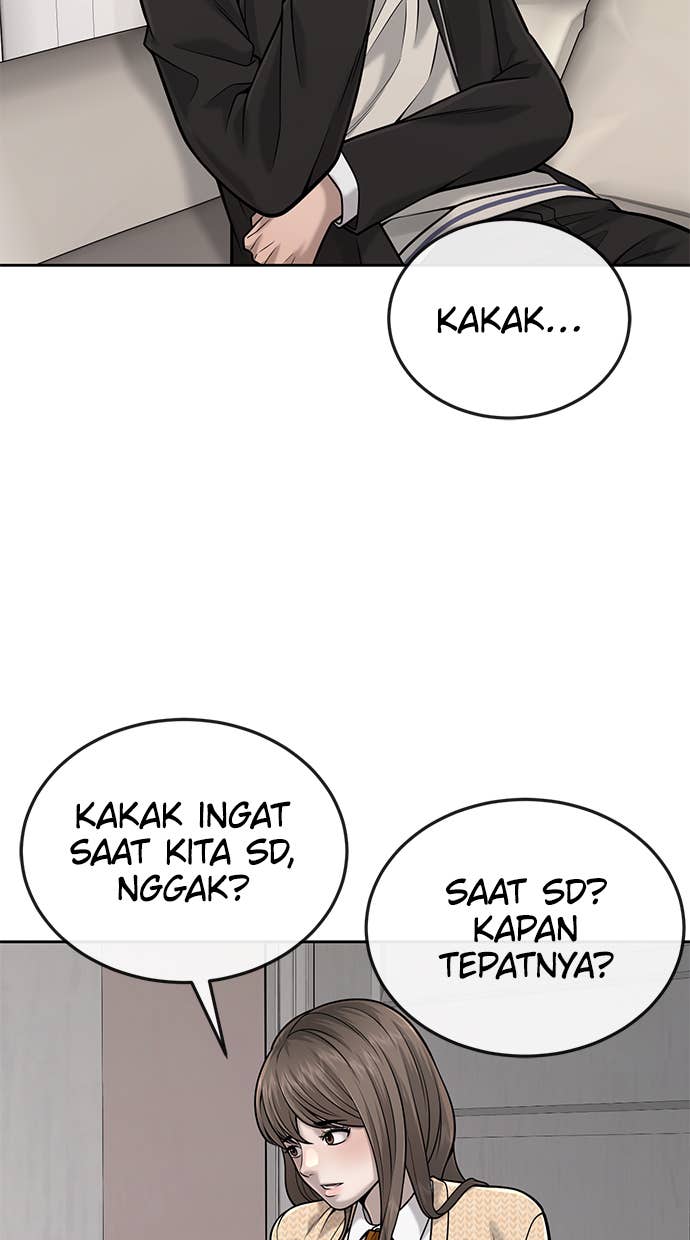 KAKAK...
KAKAK INGAT
SAAT KITA SD,
NGGAK?
SAAT SD?
KAPAN
TEPATNYA?